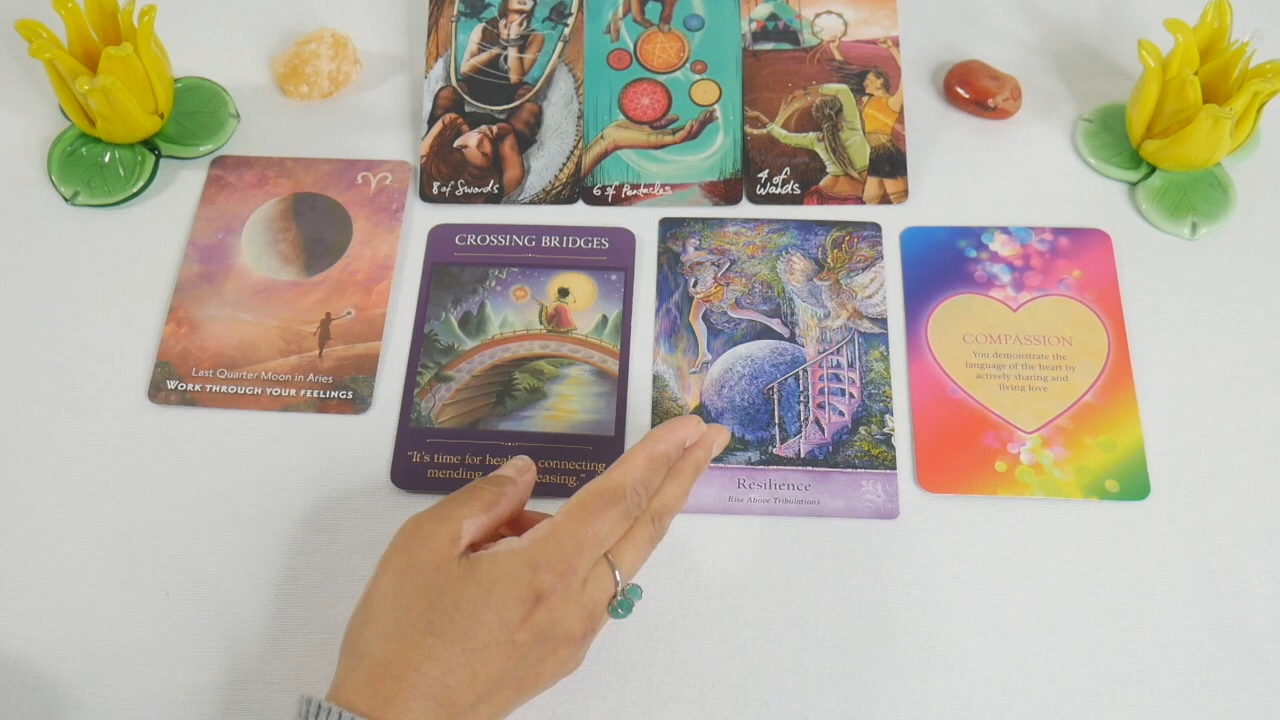 8 of Swords
6 of Pentacles
4 of
Wands
Last Quarter Moon in Aries
WORK THROUGH YOUR FEELINGS
CROSSING BRIDGES
"It's time for connecting
mending easing."
Resilience
Rise Above Tribulations
COMPASSION
You demonstrate the
language of the heart by
actively sharing and
living love